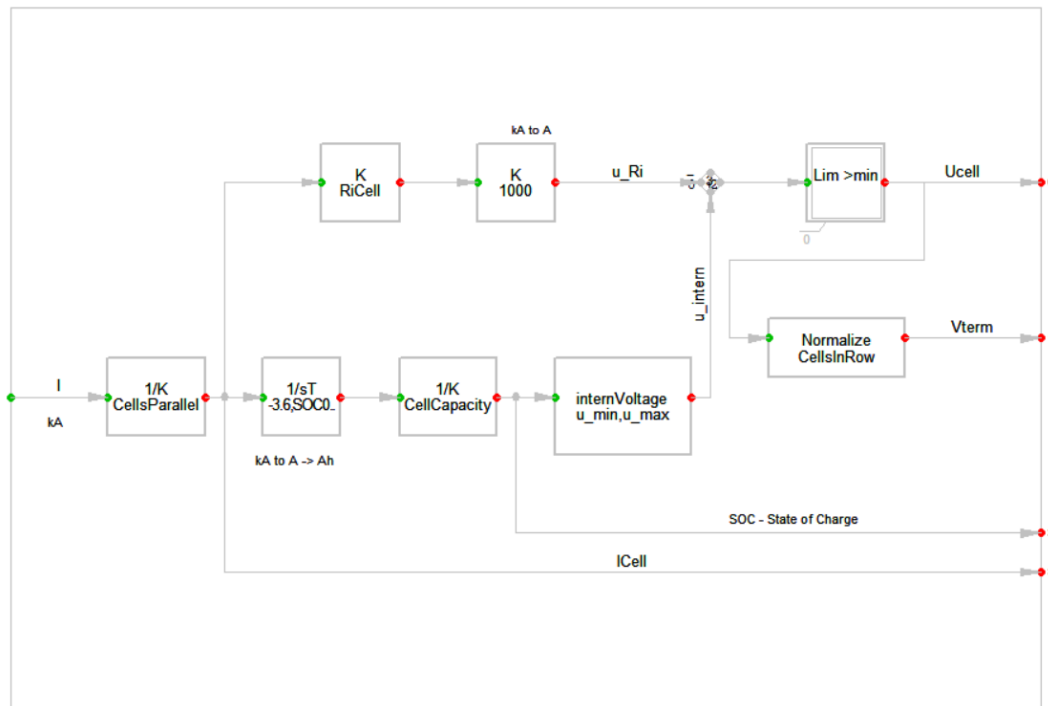 kA to A
K
RiCell
K
1000
u_Ri
Lim >min
0
Ucell
u_intern
Normalize
CellsInRow
Vterm
I
kA
1/K
CellsParallel
1/sT
-3.6,SOC0..
kA to A -> Ah
1/K
CellCapacity
internVoltage
u_min,u_max
SOC - State of Charge
ICell